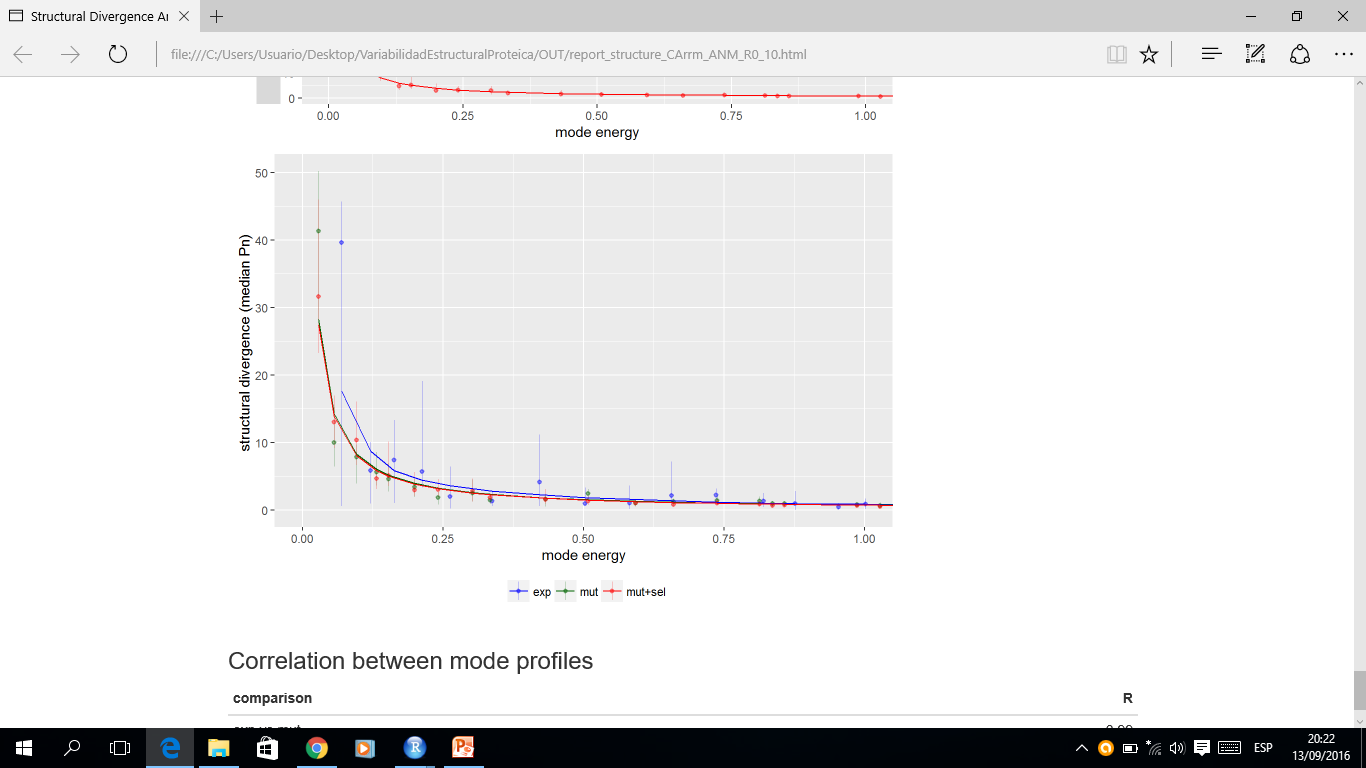 Structural Divergence Ar
file:///C:/Users/Usuario/Desktop/VariabilidadEstructuralProteica/OUT/report_structure_CArrm_ANM_R0_10.html
0
0.00 0.25 0.50 0.75 1.00
mode energy
structural divergence (median Pn)
50
40
30
20
10
0
0.00 0.25 0.50 0.75 1.00
mode energy
exp mut mut+sel
Correlation between mode profiles
comparison R
ESP
20:22
13/09/2016